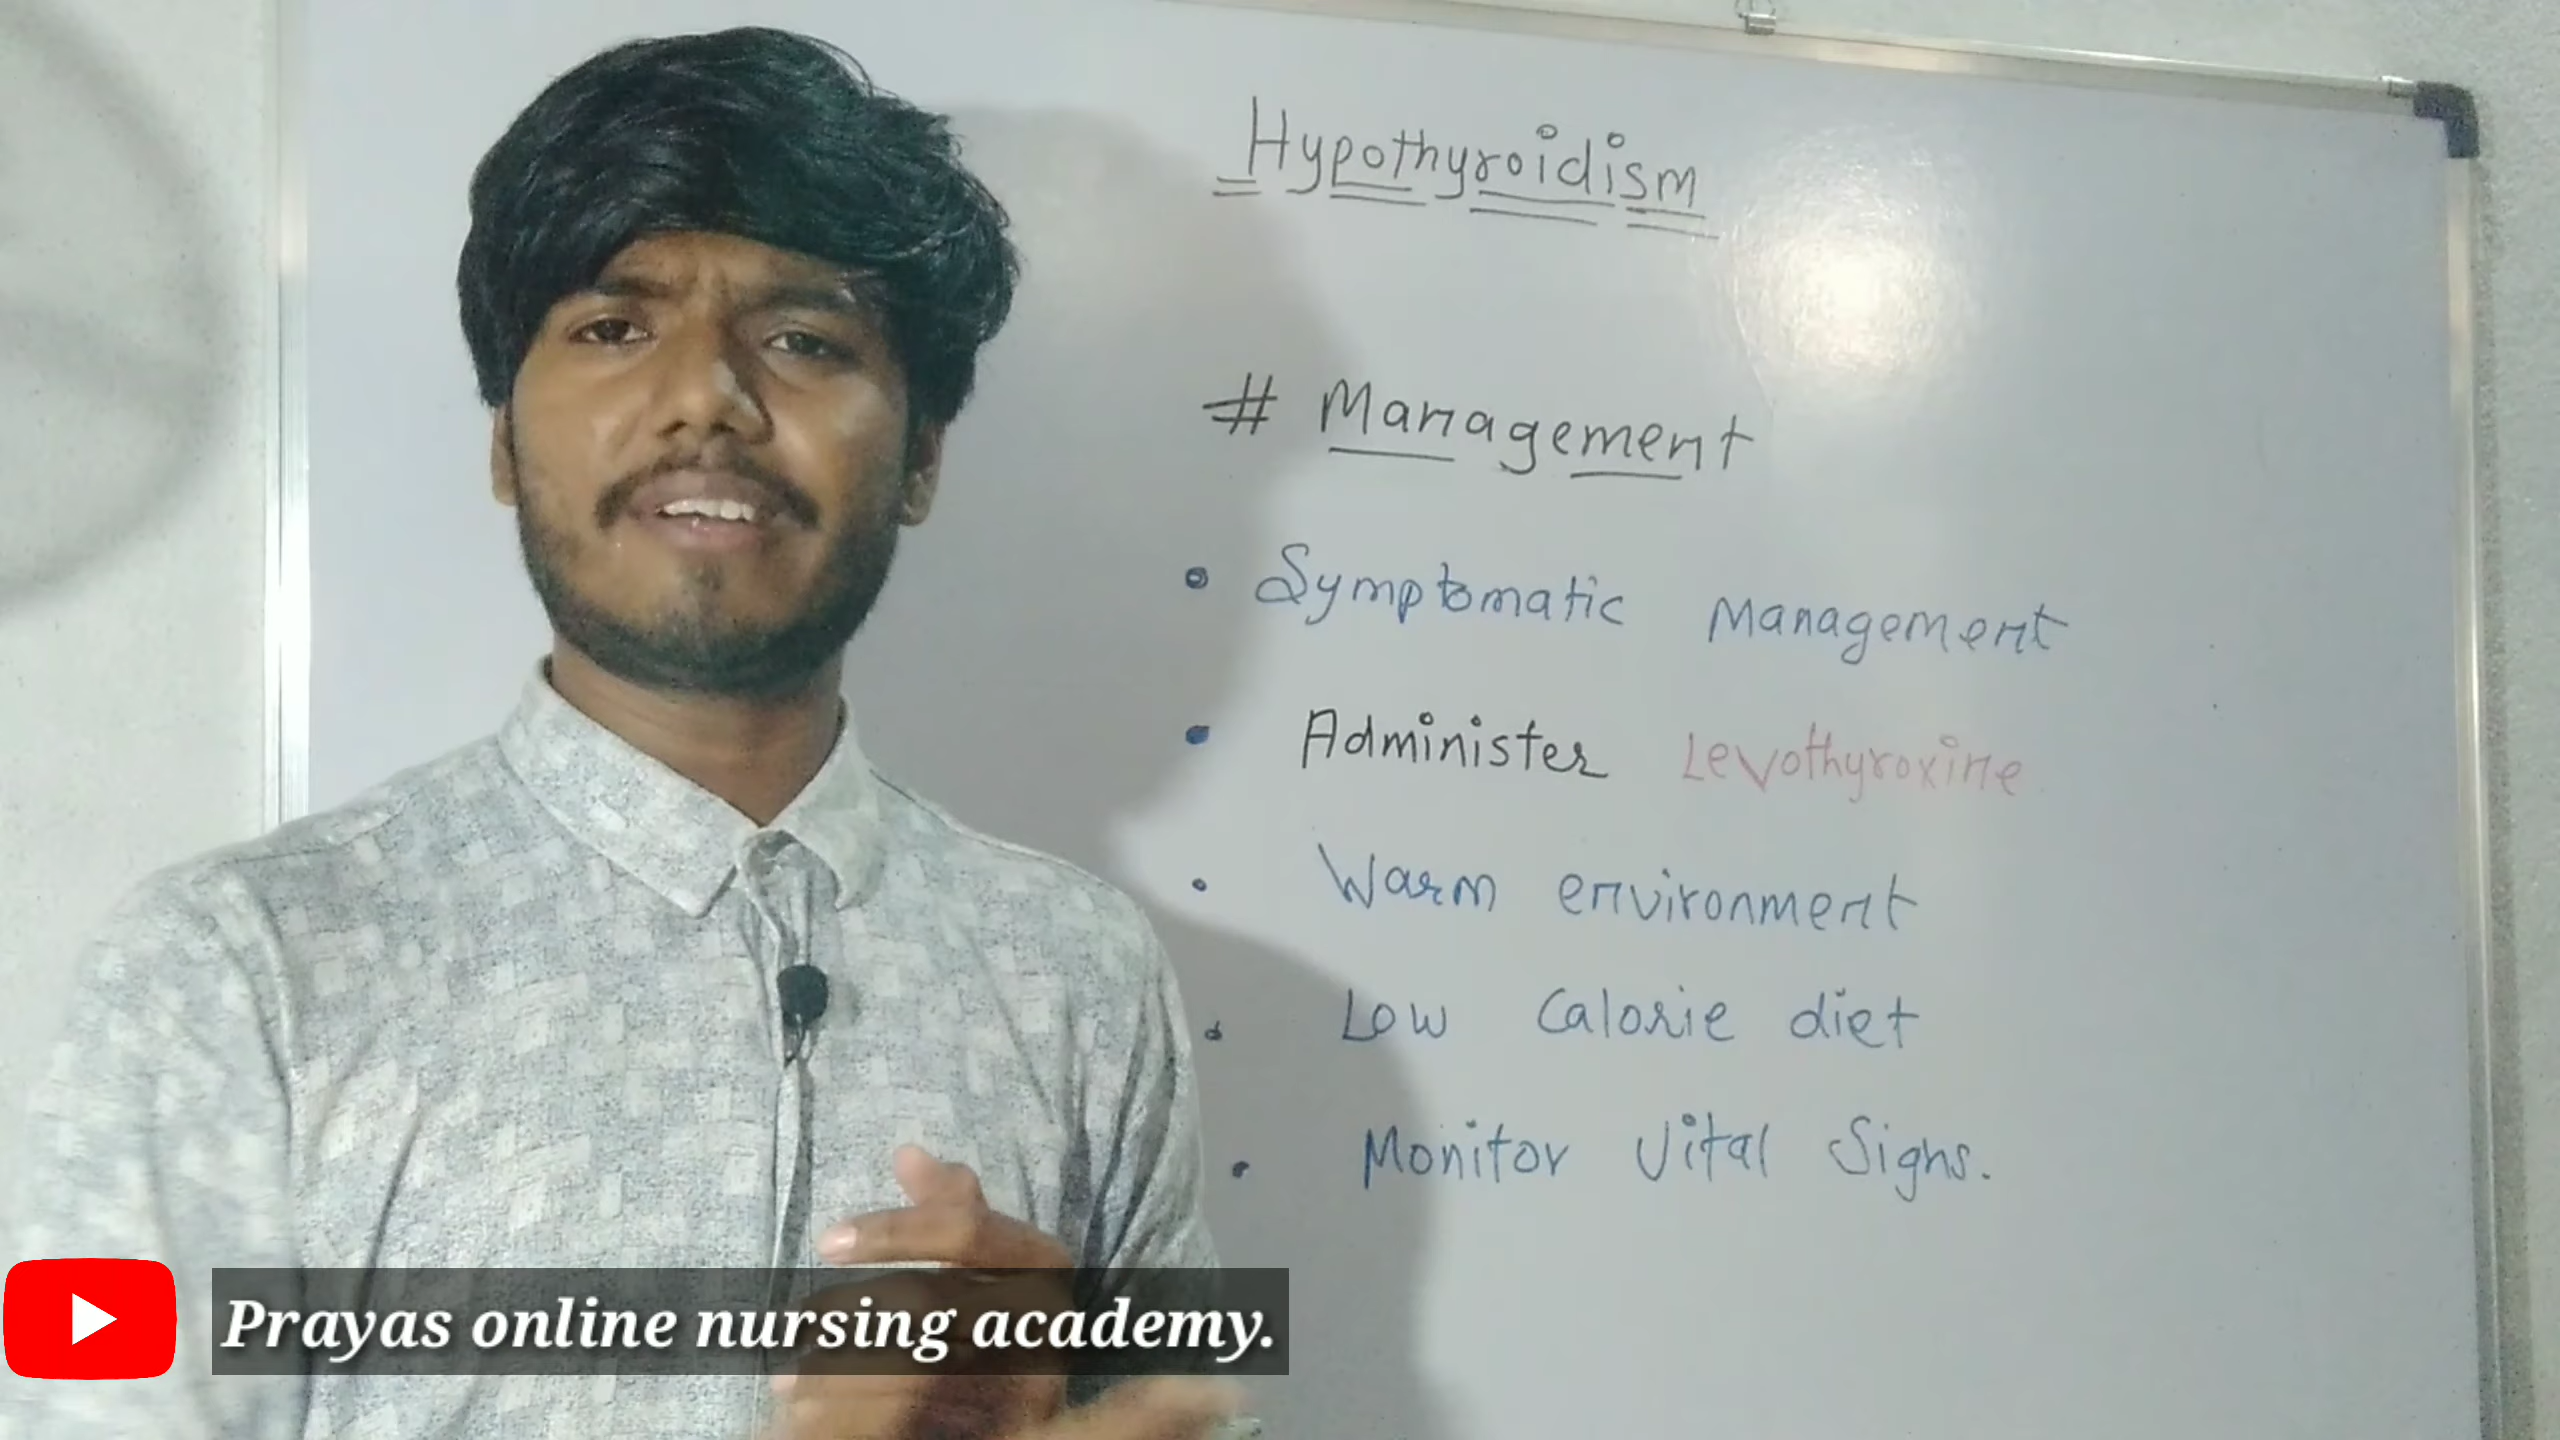 Hypothyroidism
# Management
• Symptomatic Management
• Administer Levothyroxine
• Warm environment
• Low Calorie diet
• Monitor Vital Signs.
Prayas online nursing academy.